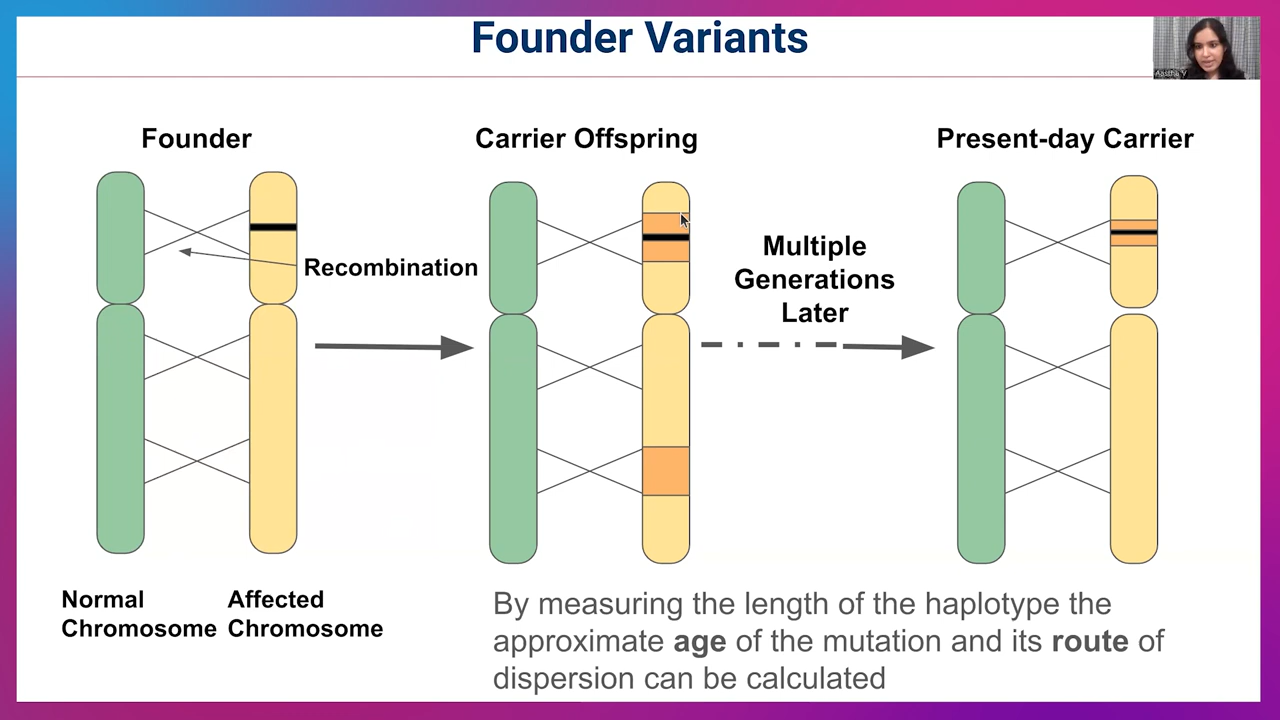 Founder Variants
Aastha V
Founder
Carrier Offspring
Present-day Carrier
Recombination
Multiple
Generations
Later
Normal
Chromosome
Affected
Chromosome
By measuring the length of the haplotype the
approximate age of the mutation and its route of
dispersion can be calculated